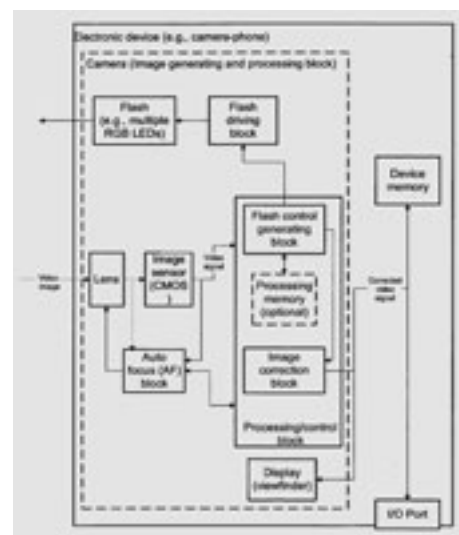 Electronic device (e.g., camera-phone)
Camera (Image generating and processing block)
Flash
(e.g., multiple
RGB LEDs)
Flash
driving
block
Device
memory
Flash control
generating
block
Video
signal
Image
sensor
(CMOS
)
Lens
Video
image
Processing
memory
(optional)
Corrected
video
signal
Auto
focus (AF)
block
Image
correction
block
Processing/control
block
Display
(viewfinder)
I/O Port